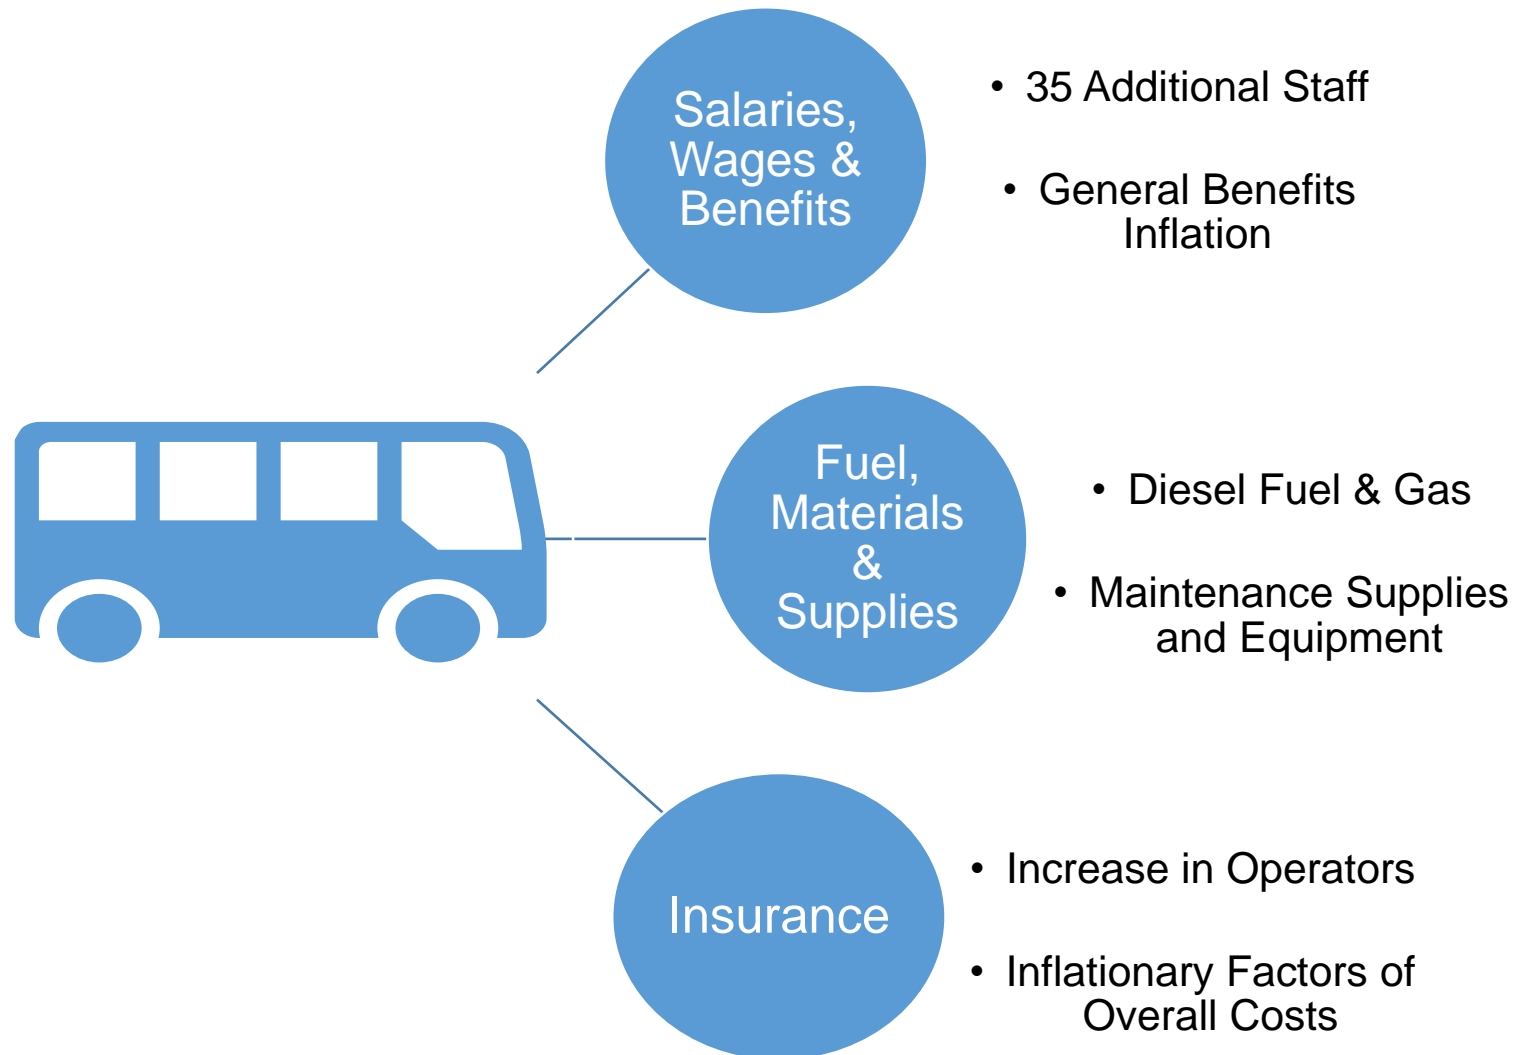 Salaries,
Wages &
Benefits
• 35 Additional Staff
• General Benefits
Inflation
Fuel,
Materials
&
Supplies
• Diesel Fuel & Gas
• Maintenance Supplies
and Equipment
Insurance
• Increase in Operators
• Inflationary Factors of
Overall Costs